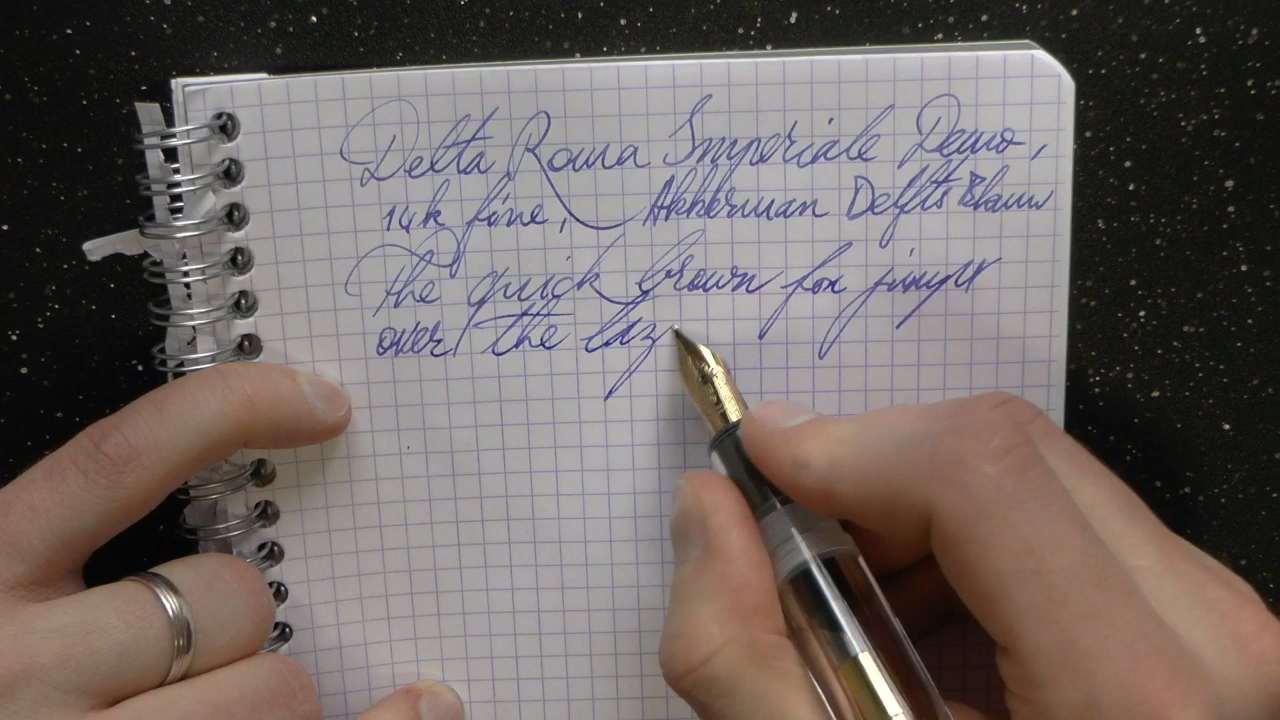 Delta Roma Imperiale Demo,
14k fine, Akkerman Delfts Blauw
The quick brown fox jumps
over the laz